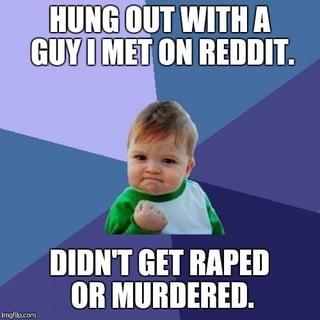 HUNG OUT WITH A
GUY I MET ON REDDIT.
DIDN'T GET RAPED
OR MURDERED.
imgflip.com